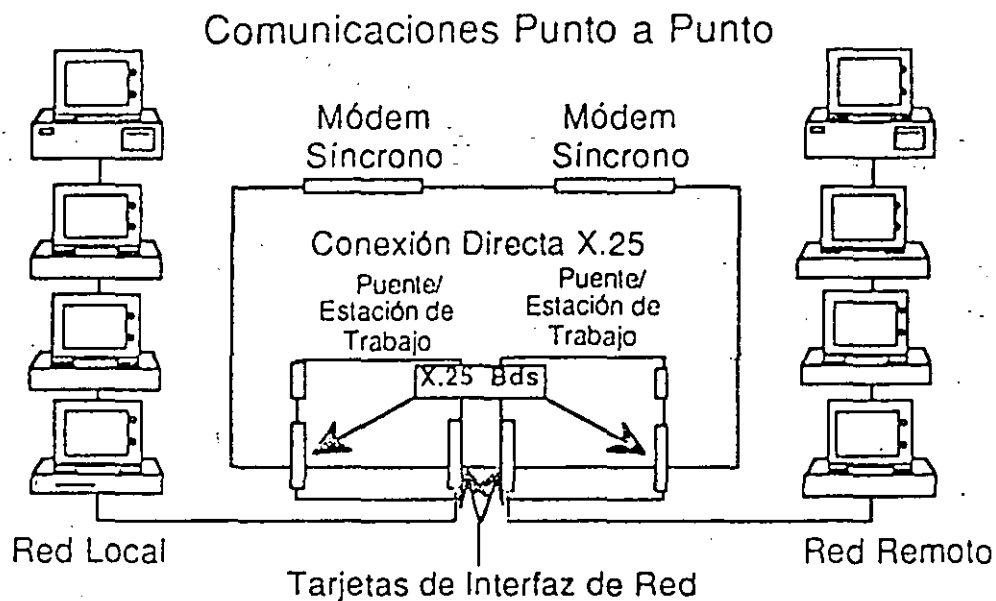 Comunicaciones Punto a Punto
Módem
Síncrono
Módem
Síncrono
Conexión Directa X.25
Puente/
Estación de
Trabajo
Puente/
Estación de
Trabajo
X.25 Bds
Red Local
Red Remoto
Tarjetas de Interfaz de Red